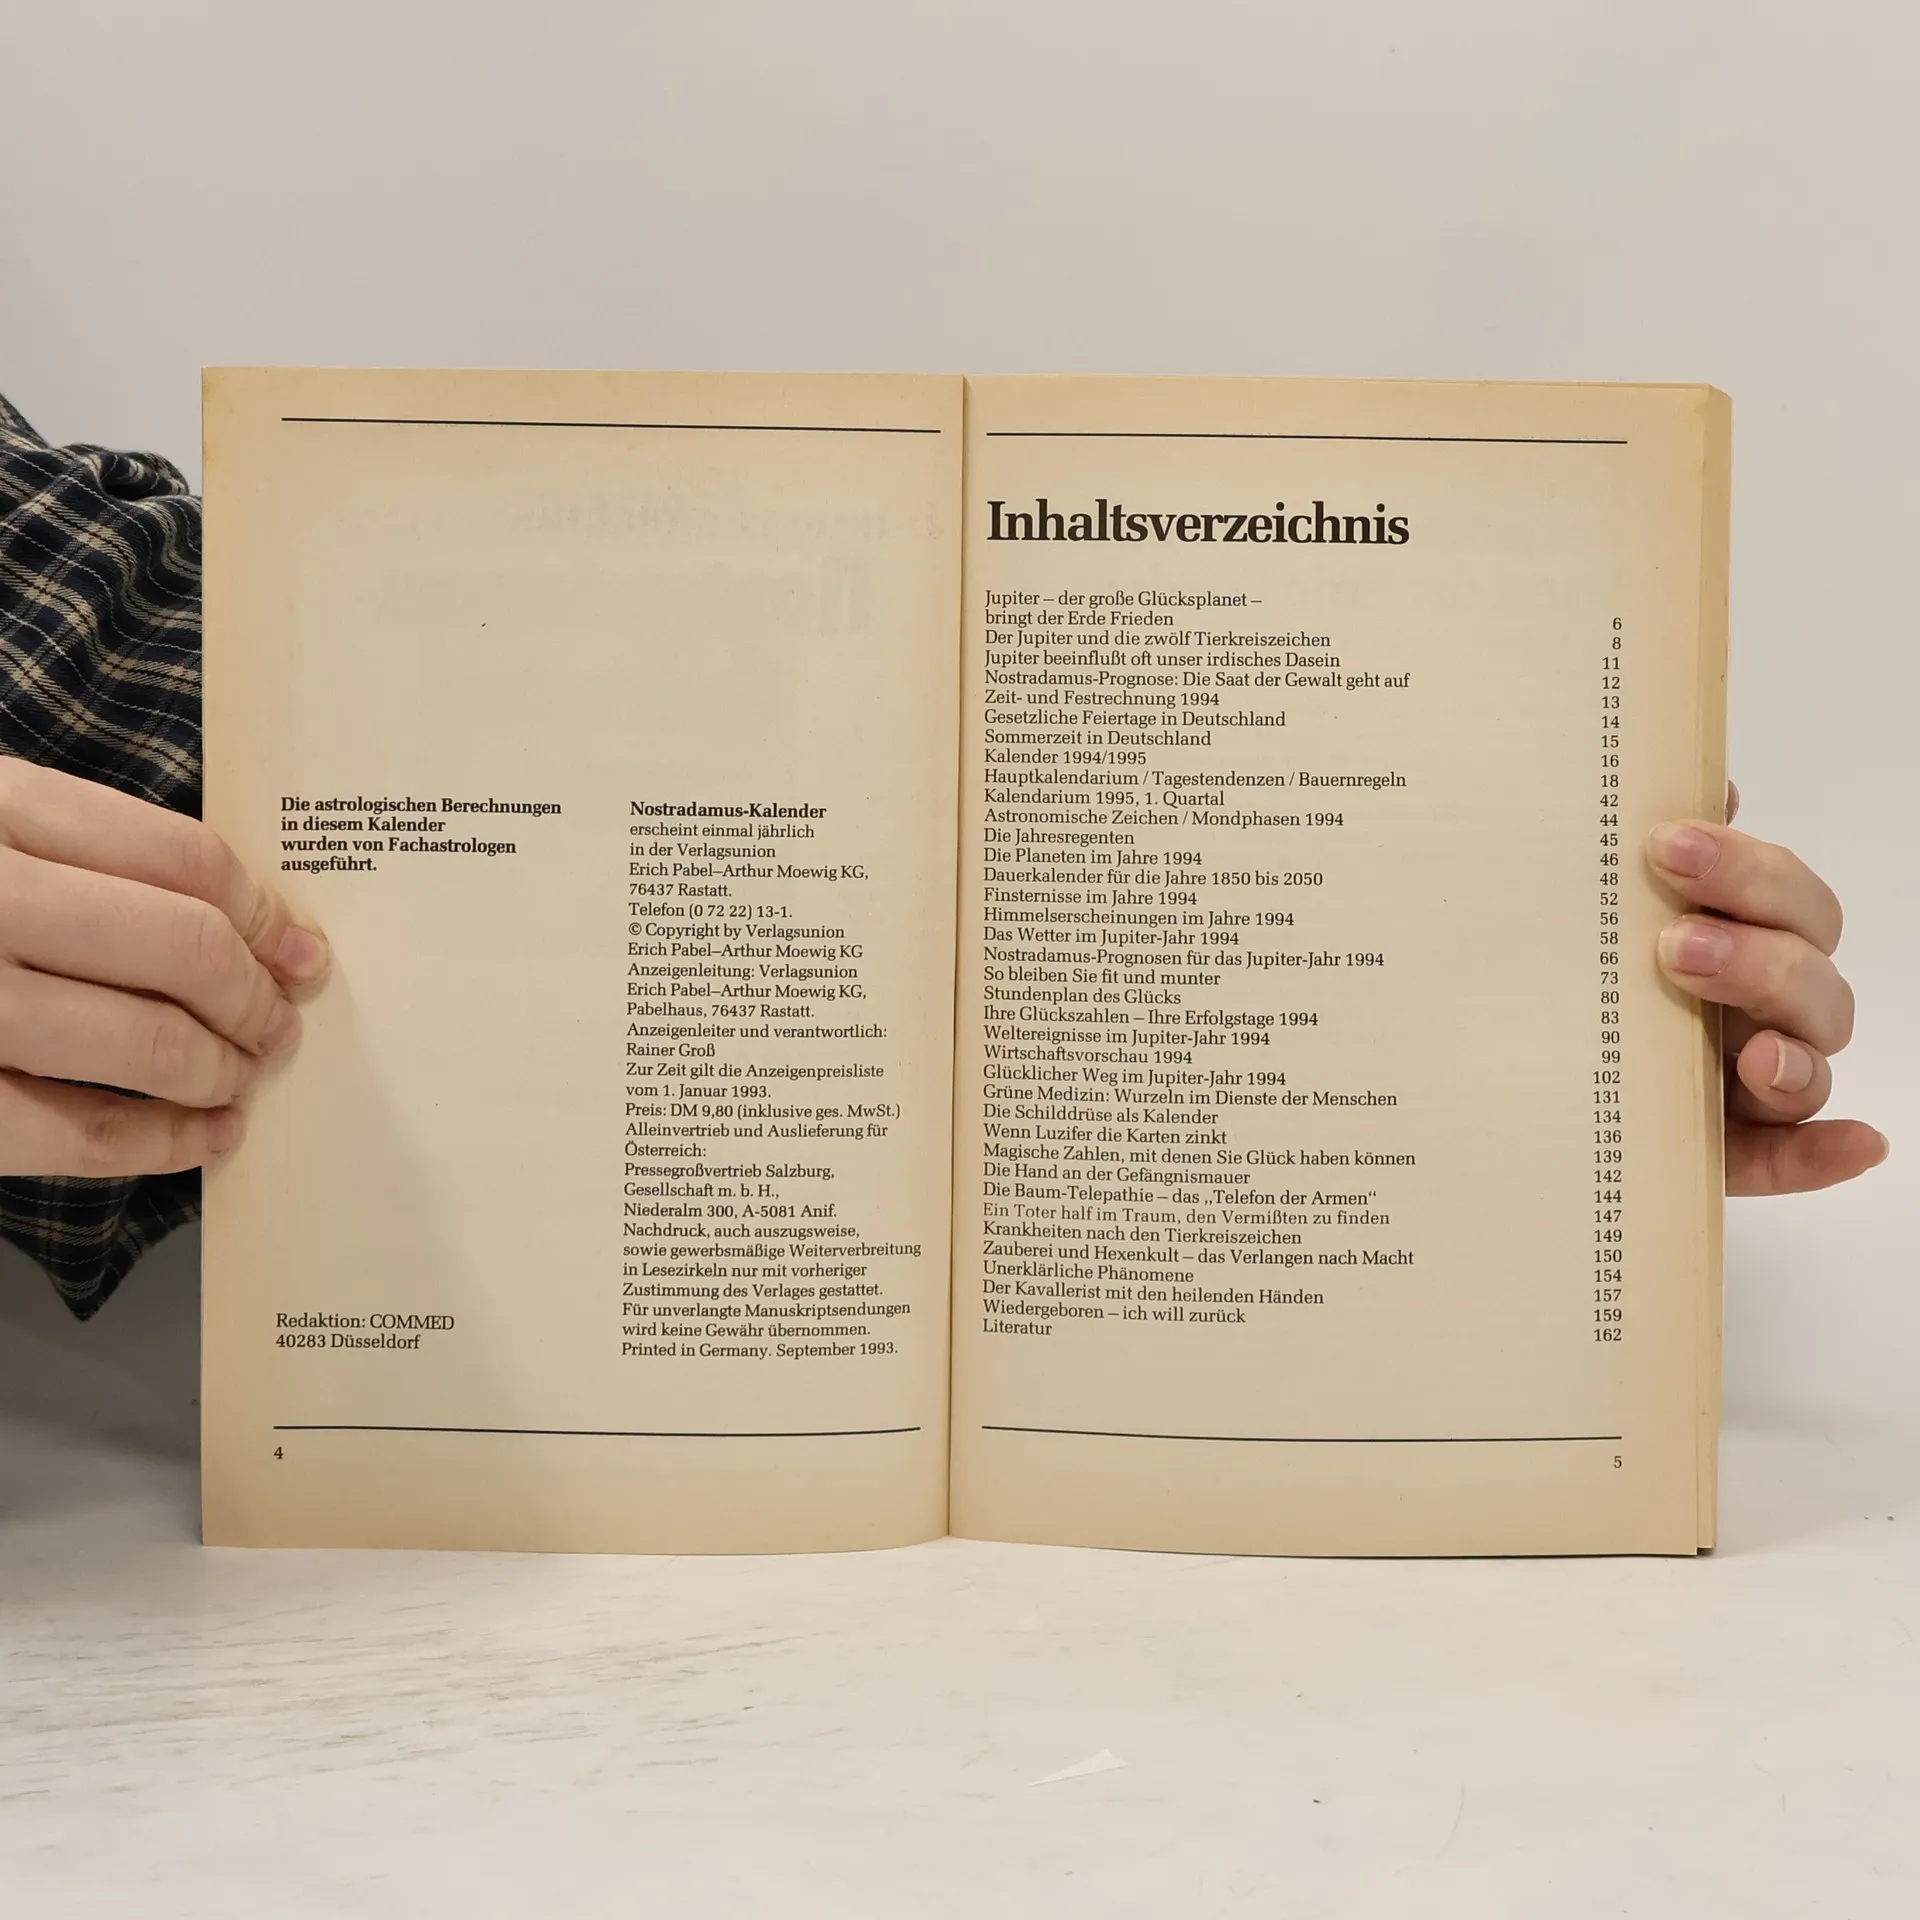 Die astrologischen Berechnungen
in diesem Kalender
wurden von Fachastrologen
ausgeführt.
Redaktion: COMMED
40283 Düsseldorf
Nostradamus-Kalender
erscheint einmal jährlich
in der Verlagsunion
Erich Pabel–Arthur Moewig KG,
76437 Rastatt.
Telefon (0 72 22) 13-1.
© Copyright by Verlagsunion
Erich Pabel–Arthur Moewig KG
Anzeigenleitung: Verlagsunion
Erich Pabel–Arthur Moewig KG,
Pabelhaus, 76437 Rastatt.
Anzeigenleiter und verantwortlich:
Rainer Groß
Zur Zeit gilt die Anzeigenpreisliste
vom 1. Januar 1993.
Preis: DM 9,80 (inklusive ges. MwSt.)
Alleinvertrieb und Auslieferung für
Österreich:
Pressegroßvertrieb Salzburg,
Gesellschaft m. b. H.,
Niederalm 300, A-5081 Anif.
Nachdruck, auch auszugsweise,
sowie gewerbsmäßige Weiterverbreitung
in Lesezirkeln nur mit vorheriger
Zustimmung des Verlages gestattet.
Für unverlangte Manuskriptsendungen
wird keine Gewähr übernommen.
Printed in Germany. September 1993.
4
Inhaltsverzeichnis
Jupiter – der große Glücksplanet –
bringt der Erde Frieden 6
Der Jupiter und die zwölf Tierkreiszeichen 8
Jupiter beeinflußt oft unser irdisches Dasein 11
Nostradamus-Prognose: Die Saat der Gewalt geht auf 12
Zeit- und Festrechnung 1994 13
Gesetzliche Feiertage in Deutschland 14
Sommerzeit in Deutschland 15
Kalender 1994/1995 16
Hauptkalendarium / Tagestendenzen / Bauernregeln 18
Kalendarium 1995, 1. Quartal 42
Astronomische Zeichen / Mondphasen 1994 44
Die Jahresregenten 45
Die Planeten im Jahre 1994 46
Dauerkalender für die Jahre 1850 bis 2050 48
Finsternisse im Jahre 1994 52
Himmelserscheinungen im Jahre 1994 56
Das Wetter im Jupiter-Jahr 1994 58
Nostradamus-Prognosen für das Jupiter-Jahr 1994 66
So bleiben Sie fit und munter 73
Stundenplan des Glücks 80
Ihre Glückszahlen – Ihre Erfolgstage 1994 83
Weltereignisse im Jupiter-Jahr 1994 90
Wirtschaftsvorschau 1994 99
Glücklicher Weg im Jupiter-Jahr 1994 102
Grüne Medizin: Wurzeln im Dienste der Menschen 131
Die Schilddrüse als Kalender 134
Wenn Luzifer die Karten zinkt 136
Magische Zahlen, mit denen Sie Glück haben können 139
Die Hand an der Gefängnismauer 142
Die Baum-Telepathie – das „Telefon der Armen“ 144
Ein Toter half im Traum, den Vermißten zu finden 147
Krankheiten nach den Tierkreiszeichen 149
Zauberei und Hexenkult – das Verlangen nach Macht 150
Unerklärliche Phänomene 154
Der Kavallerist mit den heilenden Händen 157
Wiedergeboren – ich will zurück 159
Literatur 162
5